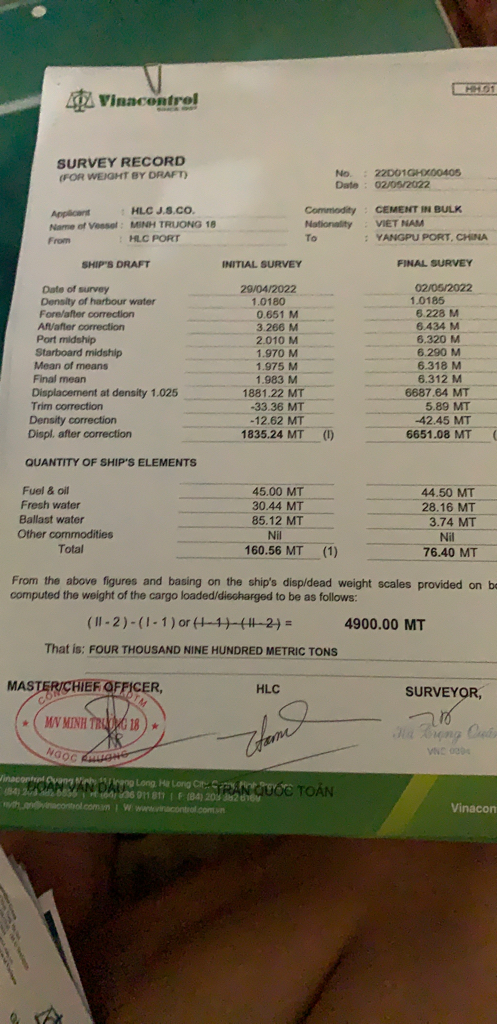 Vinacontrol
SINCE 1957
HH.01
SURVEY RECORD
(FOR WEIGHT BY DRAFT)
No. : 22D01GHX00405
Date : 02/05/2022
Applicant : HLC J.S.CO. Commodity : CEMENT IN BULK
Name of Vessel : MINH TRUONG 18 Nationality : VIET NAM
From : HLC PORT To : YANGPU PORT, CHINA
SHIP'S DRAFT INITIAL SURVEY FINAL SURVEY
Date of survey 29/04/2022 02/05/2022
Density of harbour water 1.0180 1.0185
Fore/after correction 0.651 M 6.228 M
Aft/after correction 3.266 M 6.434 M
Port midship 2.010 M 6.320 M
Starboard midship 1.970 M 6.290 M
Mean of means 1.975 M 6.318 M
Final mean 1.983 M 6.312 M
Displacement at density 1.025 1881.22 MT 6687.64 MT
Trim correction -33.36 MT 5.89 MT
Density correction -12.62 MT -42.45 MT
Displ. after correction 1835.24 MT (I) 6651.08 MT (
QUANTITY OF SHIP'S ELEMENTS
Fuel & oil 45.00 MT 44.50 MT
Fresh water 30.44 MT 28.16 MT
Ballast water 85.12 MT 3.74 MT
Other commodities Nil Nil
Total 160.56 MT (1) 76.40 MT
From the above figures and basing on the ship's disp/dead weight scales provided on bo
computed the weight of the cargo loaded/discharged to be as follows:
( II - 2 ) - ( I - 1 ) or ( I - 1 ) - ( II - 2 ) = 4900.00 MT
That is: FOUR THOUSAND NINE HUNDRED METRIC TONS
MASTER/CHIEF OFFICER, HLC SURVEYOR,
M/V MINH TRUONG 18
NGOC PHUONG
VNC
ĐOÀN VĂN DẬU TRẦN QUỐC TOẢN
W: www.vinacontrol.com.vn
Vinacon